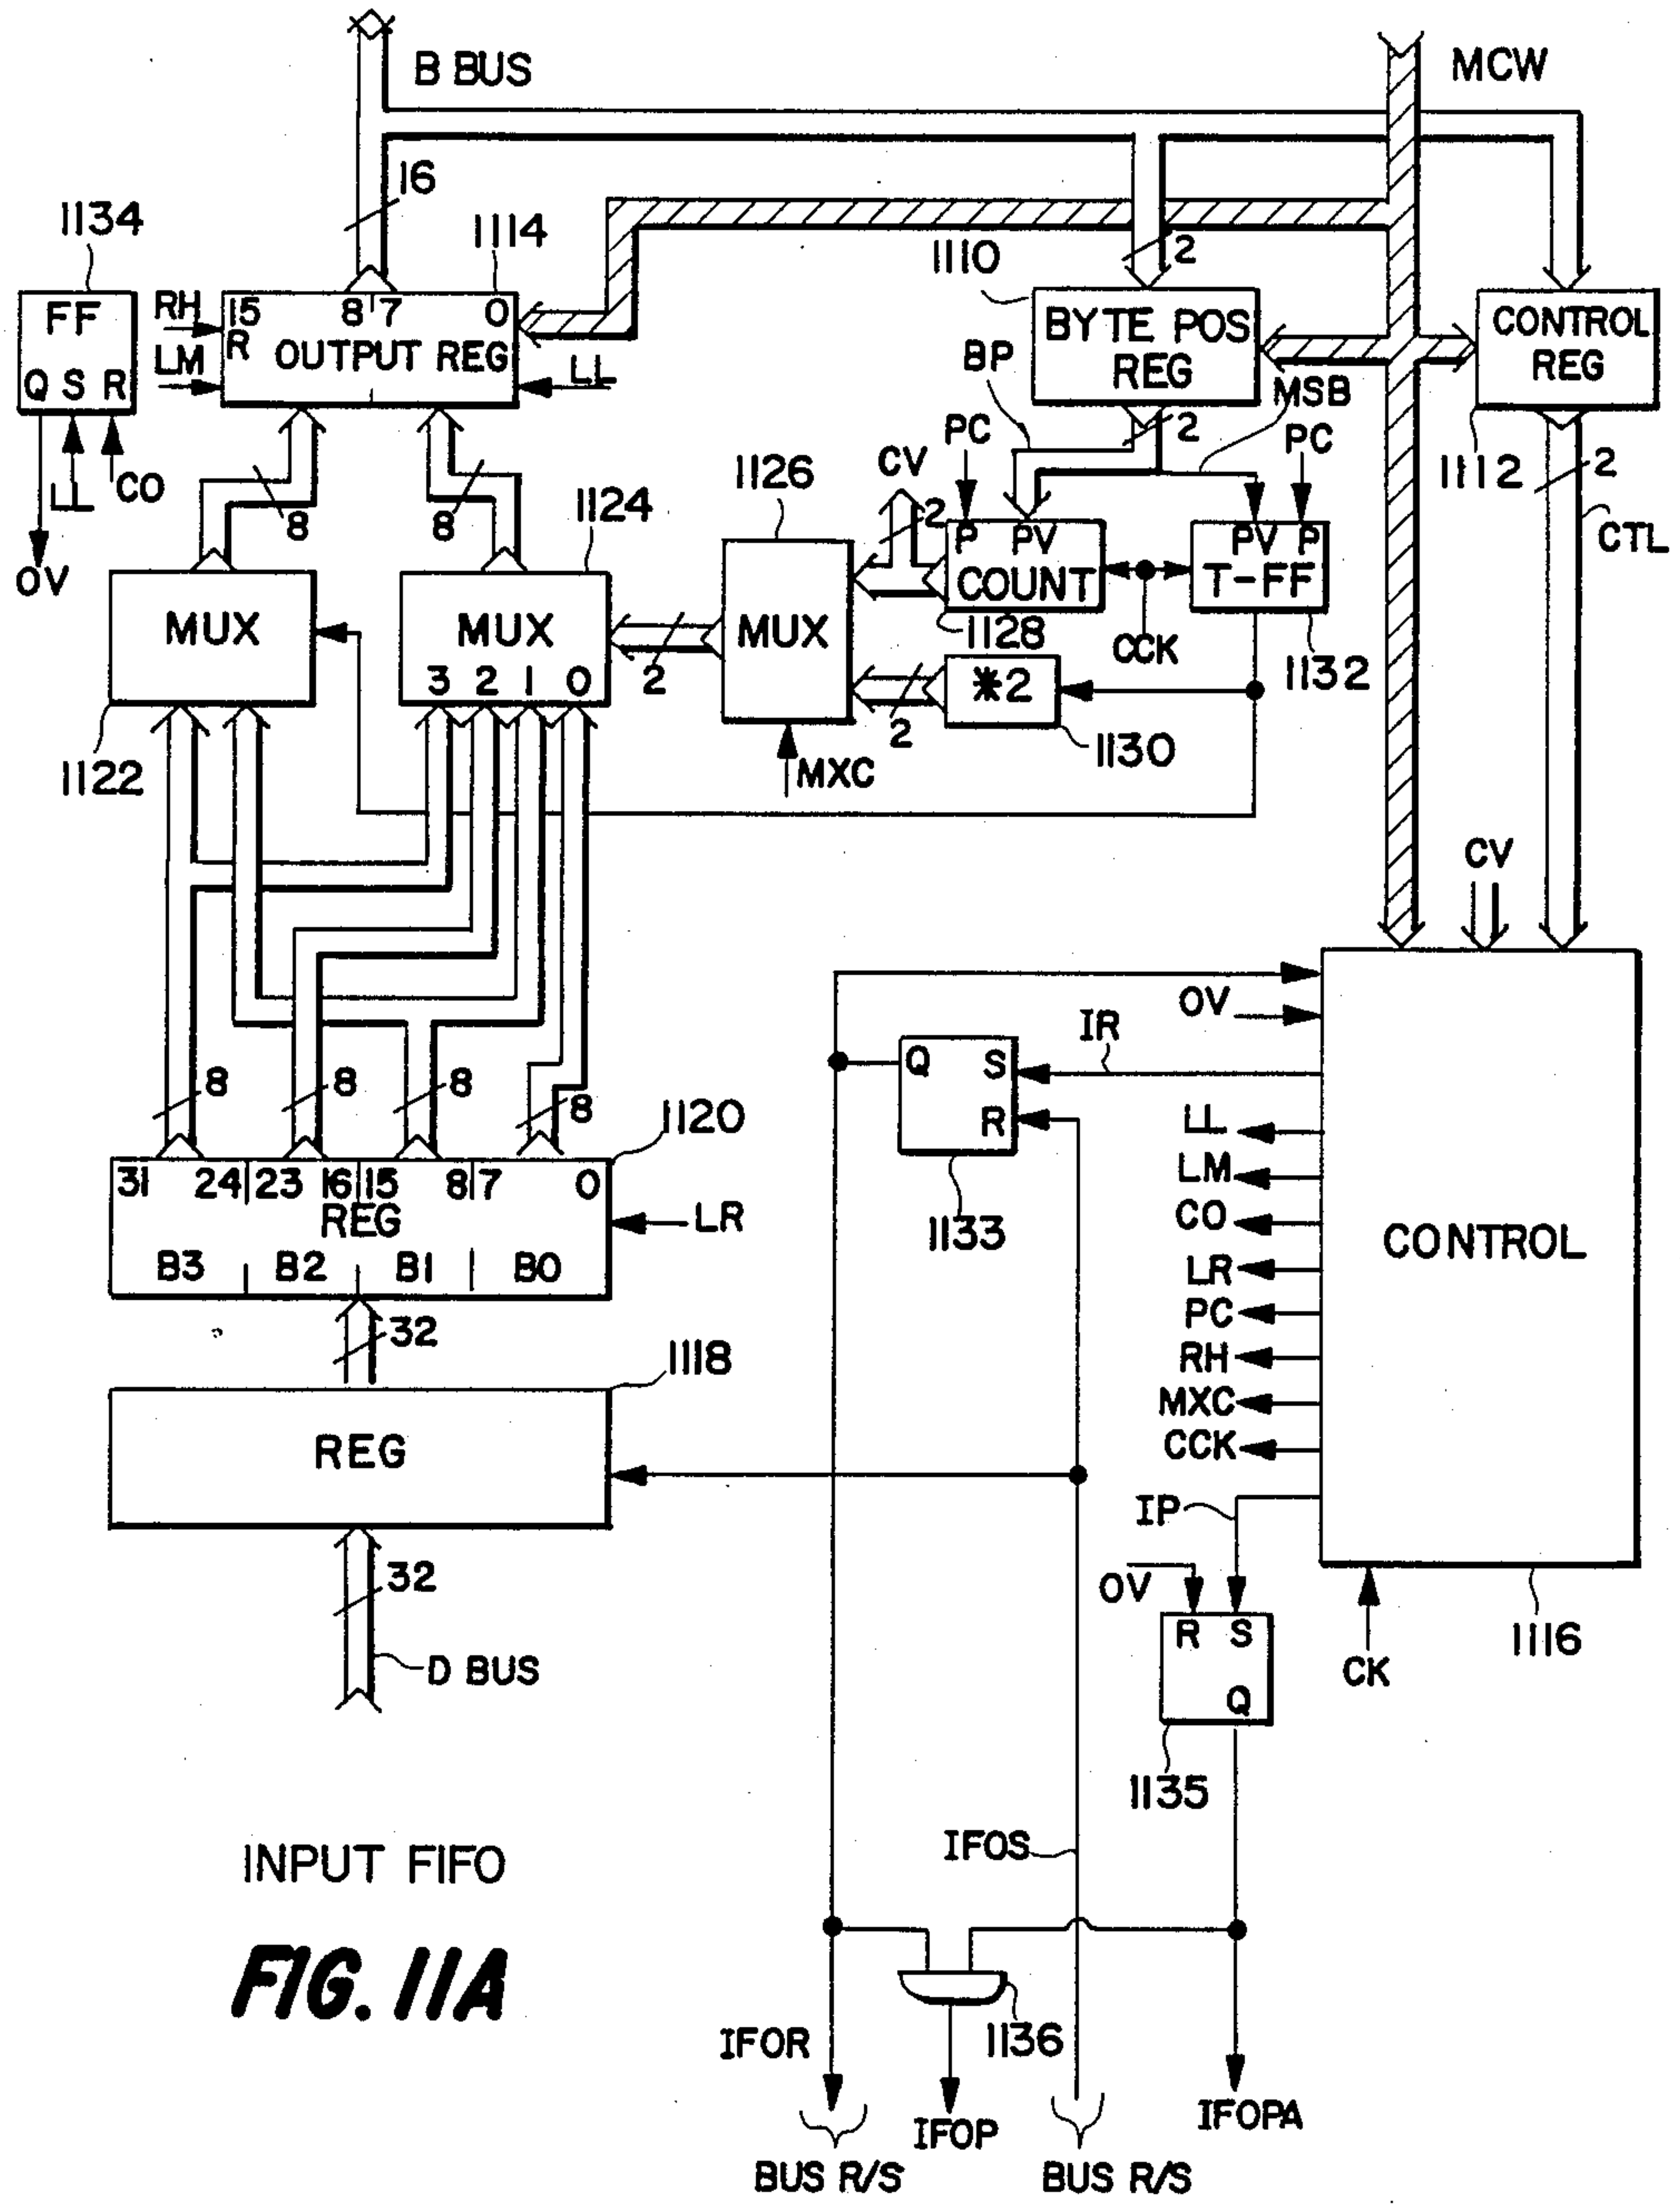 B BUS
MCW
16
1134
1114
1110
2
FF
Q S R
RH
LM
15 8 7 0
R OUTPUT REG
LL
BYTE POS
REG
CONTROL
REG
BP
MSB
2
PC
PC
1112
2
CTL
LL
CO
OV
8
8
1124
1126
CV
2
P PV
COUNT
1128
PV P
T-FF
1132
CCK
MUX
MUX
3 2 1 0
2
MUX
2
*2
1130
MXC
1122
CV
OV
IR
Q S
R
1133
8
8
8
8
1120
31 24 23 16 15 8 7 0
REG
B3 B2 B1 B0
LR
LL
LM
CO
LR
PC
RH
MXC
CCK
CONTROL
32
1118
REG
IP
OV
R S
Q
1135
CK
1116
32
D BUS
INPUT FIFO
FIG. 11A
IFOS
1136
IFOR
IFOP
IFOPA
BUS R/S
BUS R/S